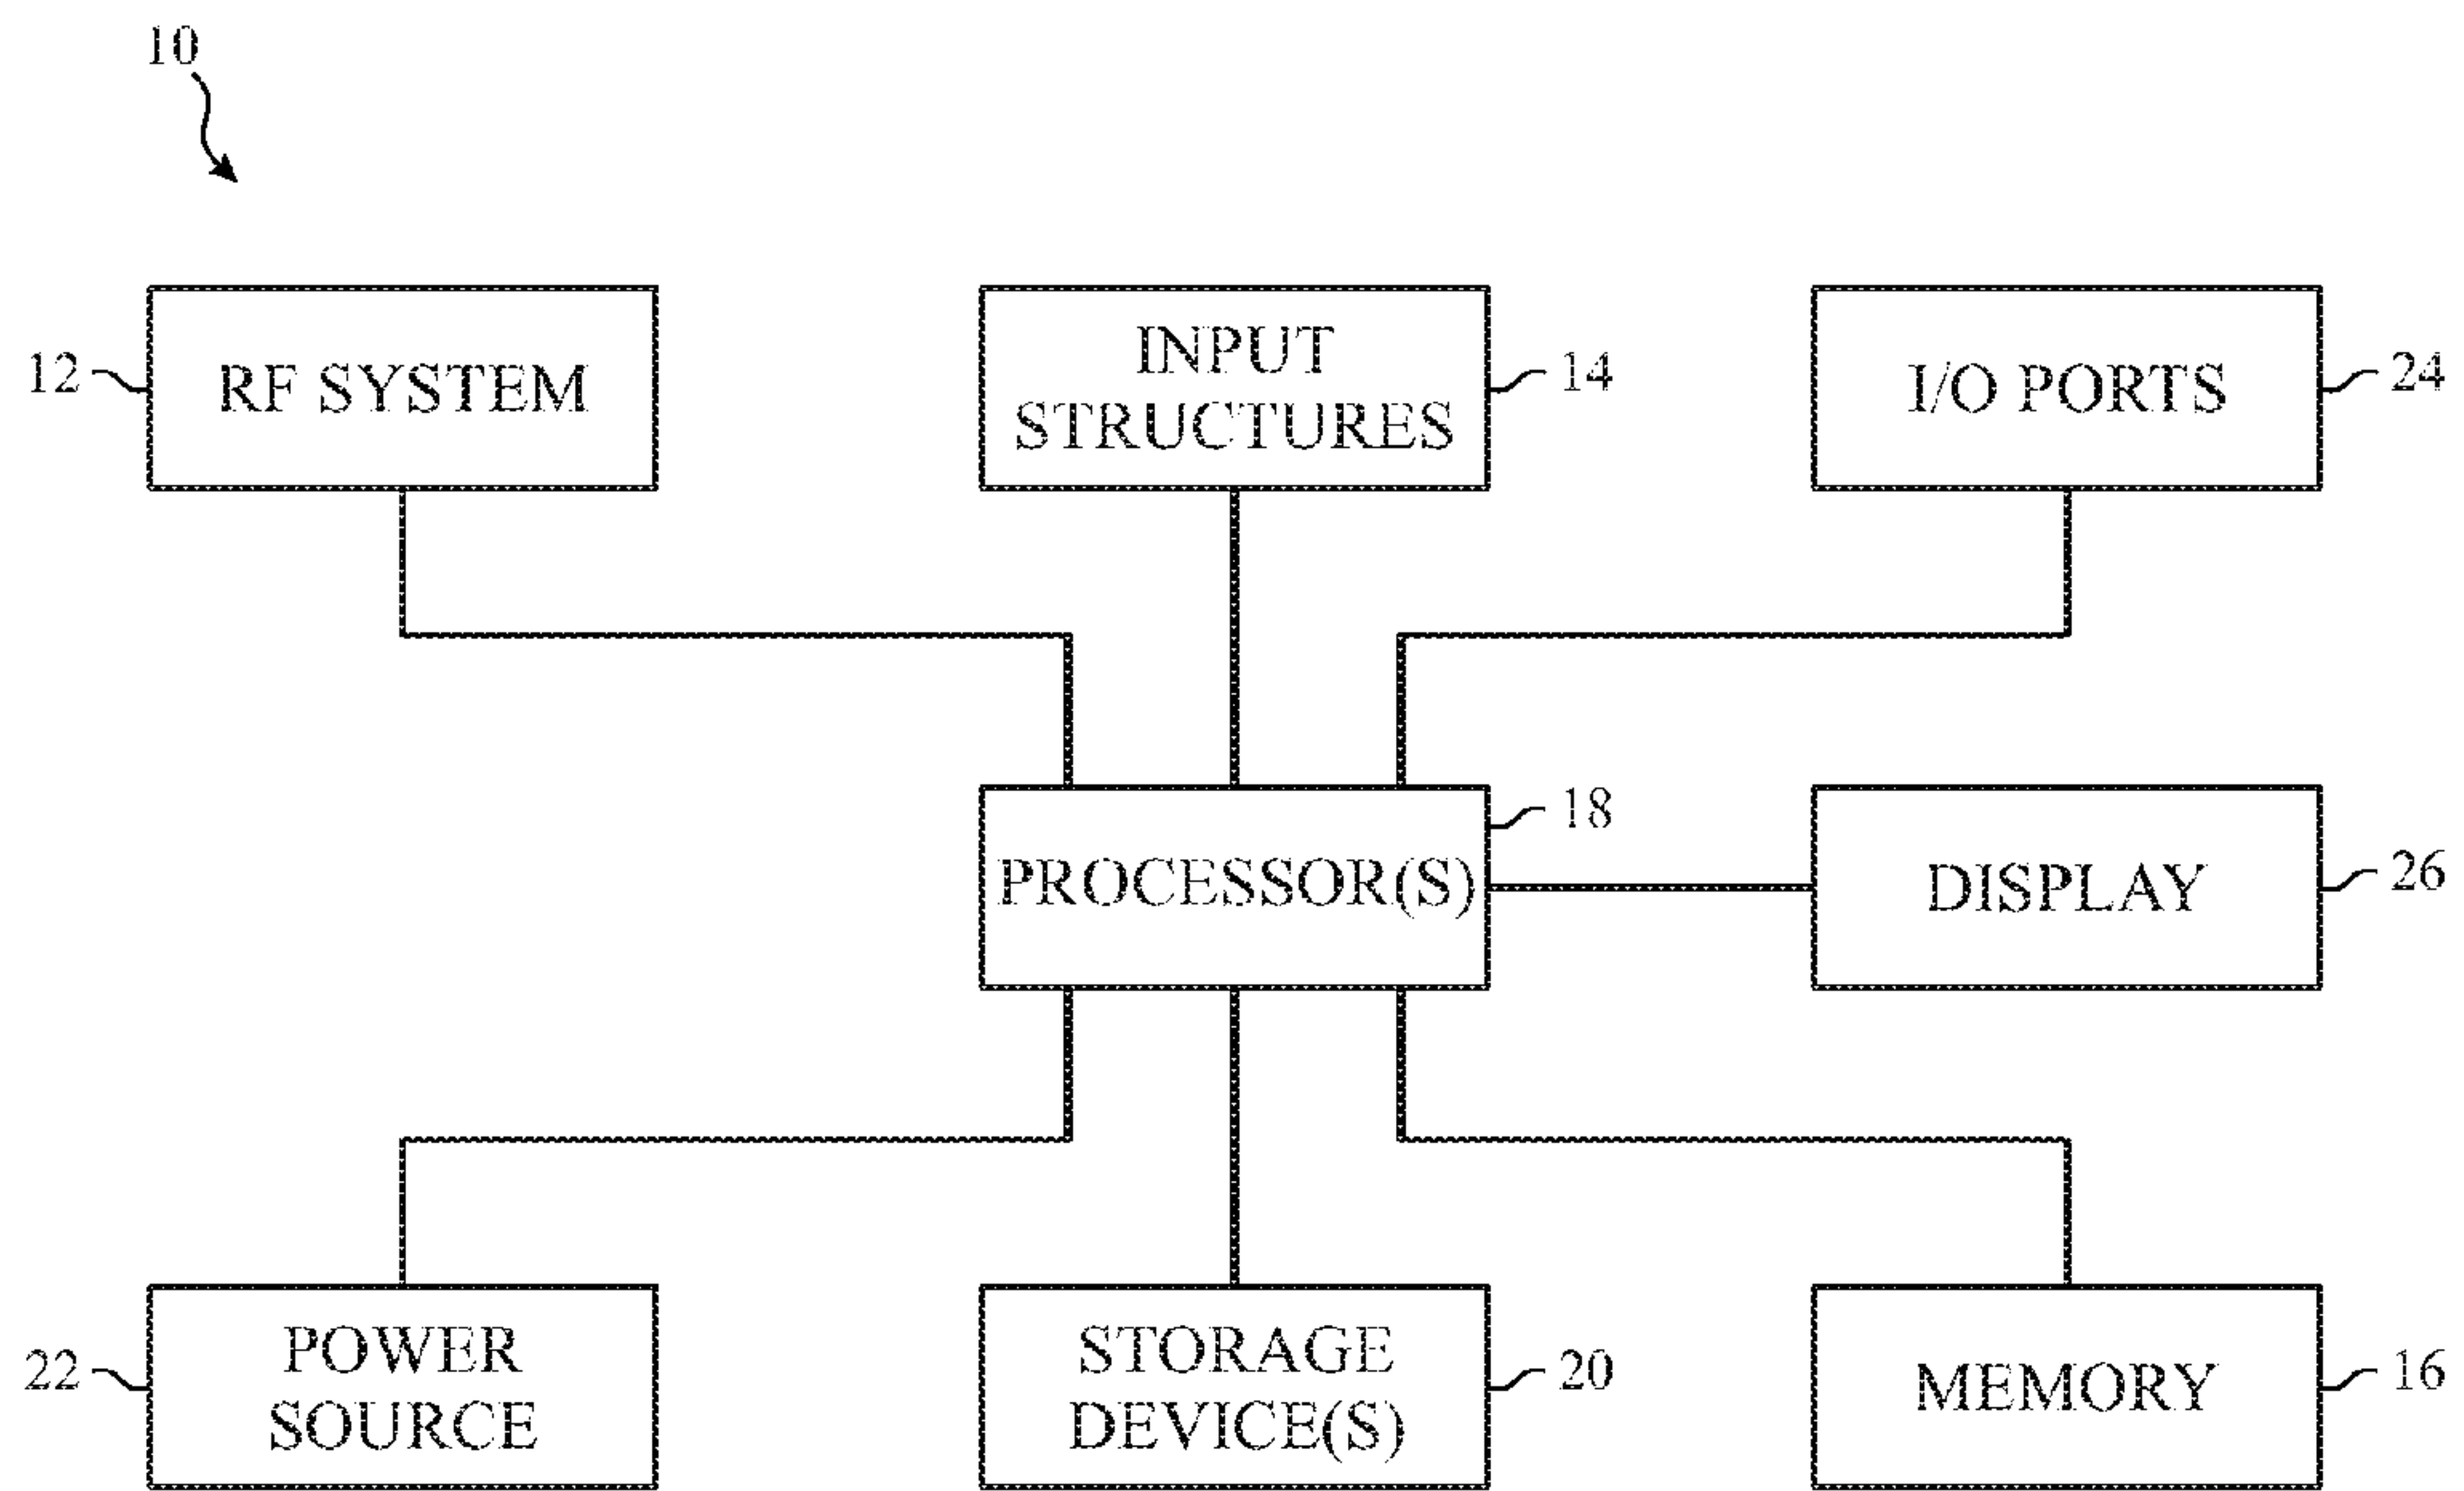 10
12
RF SYSTEM
INPUT
STRUCTURES
14
I/O PORTS
24
18
PROCESSOR(S)
DISPLAY
26
22
POWER
SOURCE
STORAGE
DEVICE(S)
20
MEMORY
16